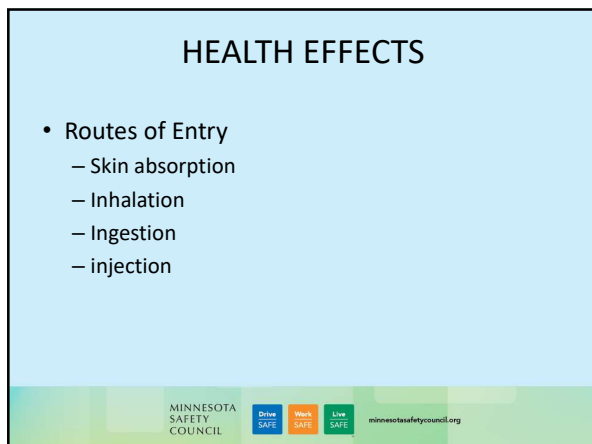 HEALTH EFFECTS
• Routes of Entry
– Skin absorption
– Inhalation
– Ingestion
– injection
MINNESOTA
SAFETY
COUNCIL
Drive
SAFE
Work
SAFE
Live
SAFE
minnesotasafetycouncil.org